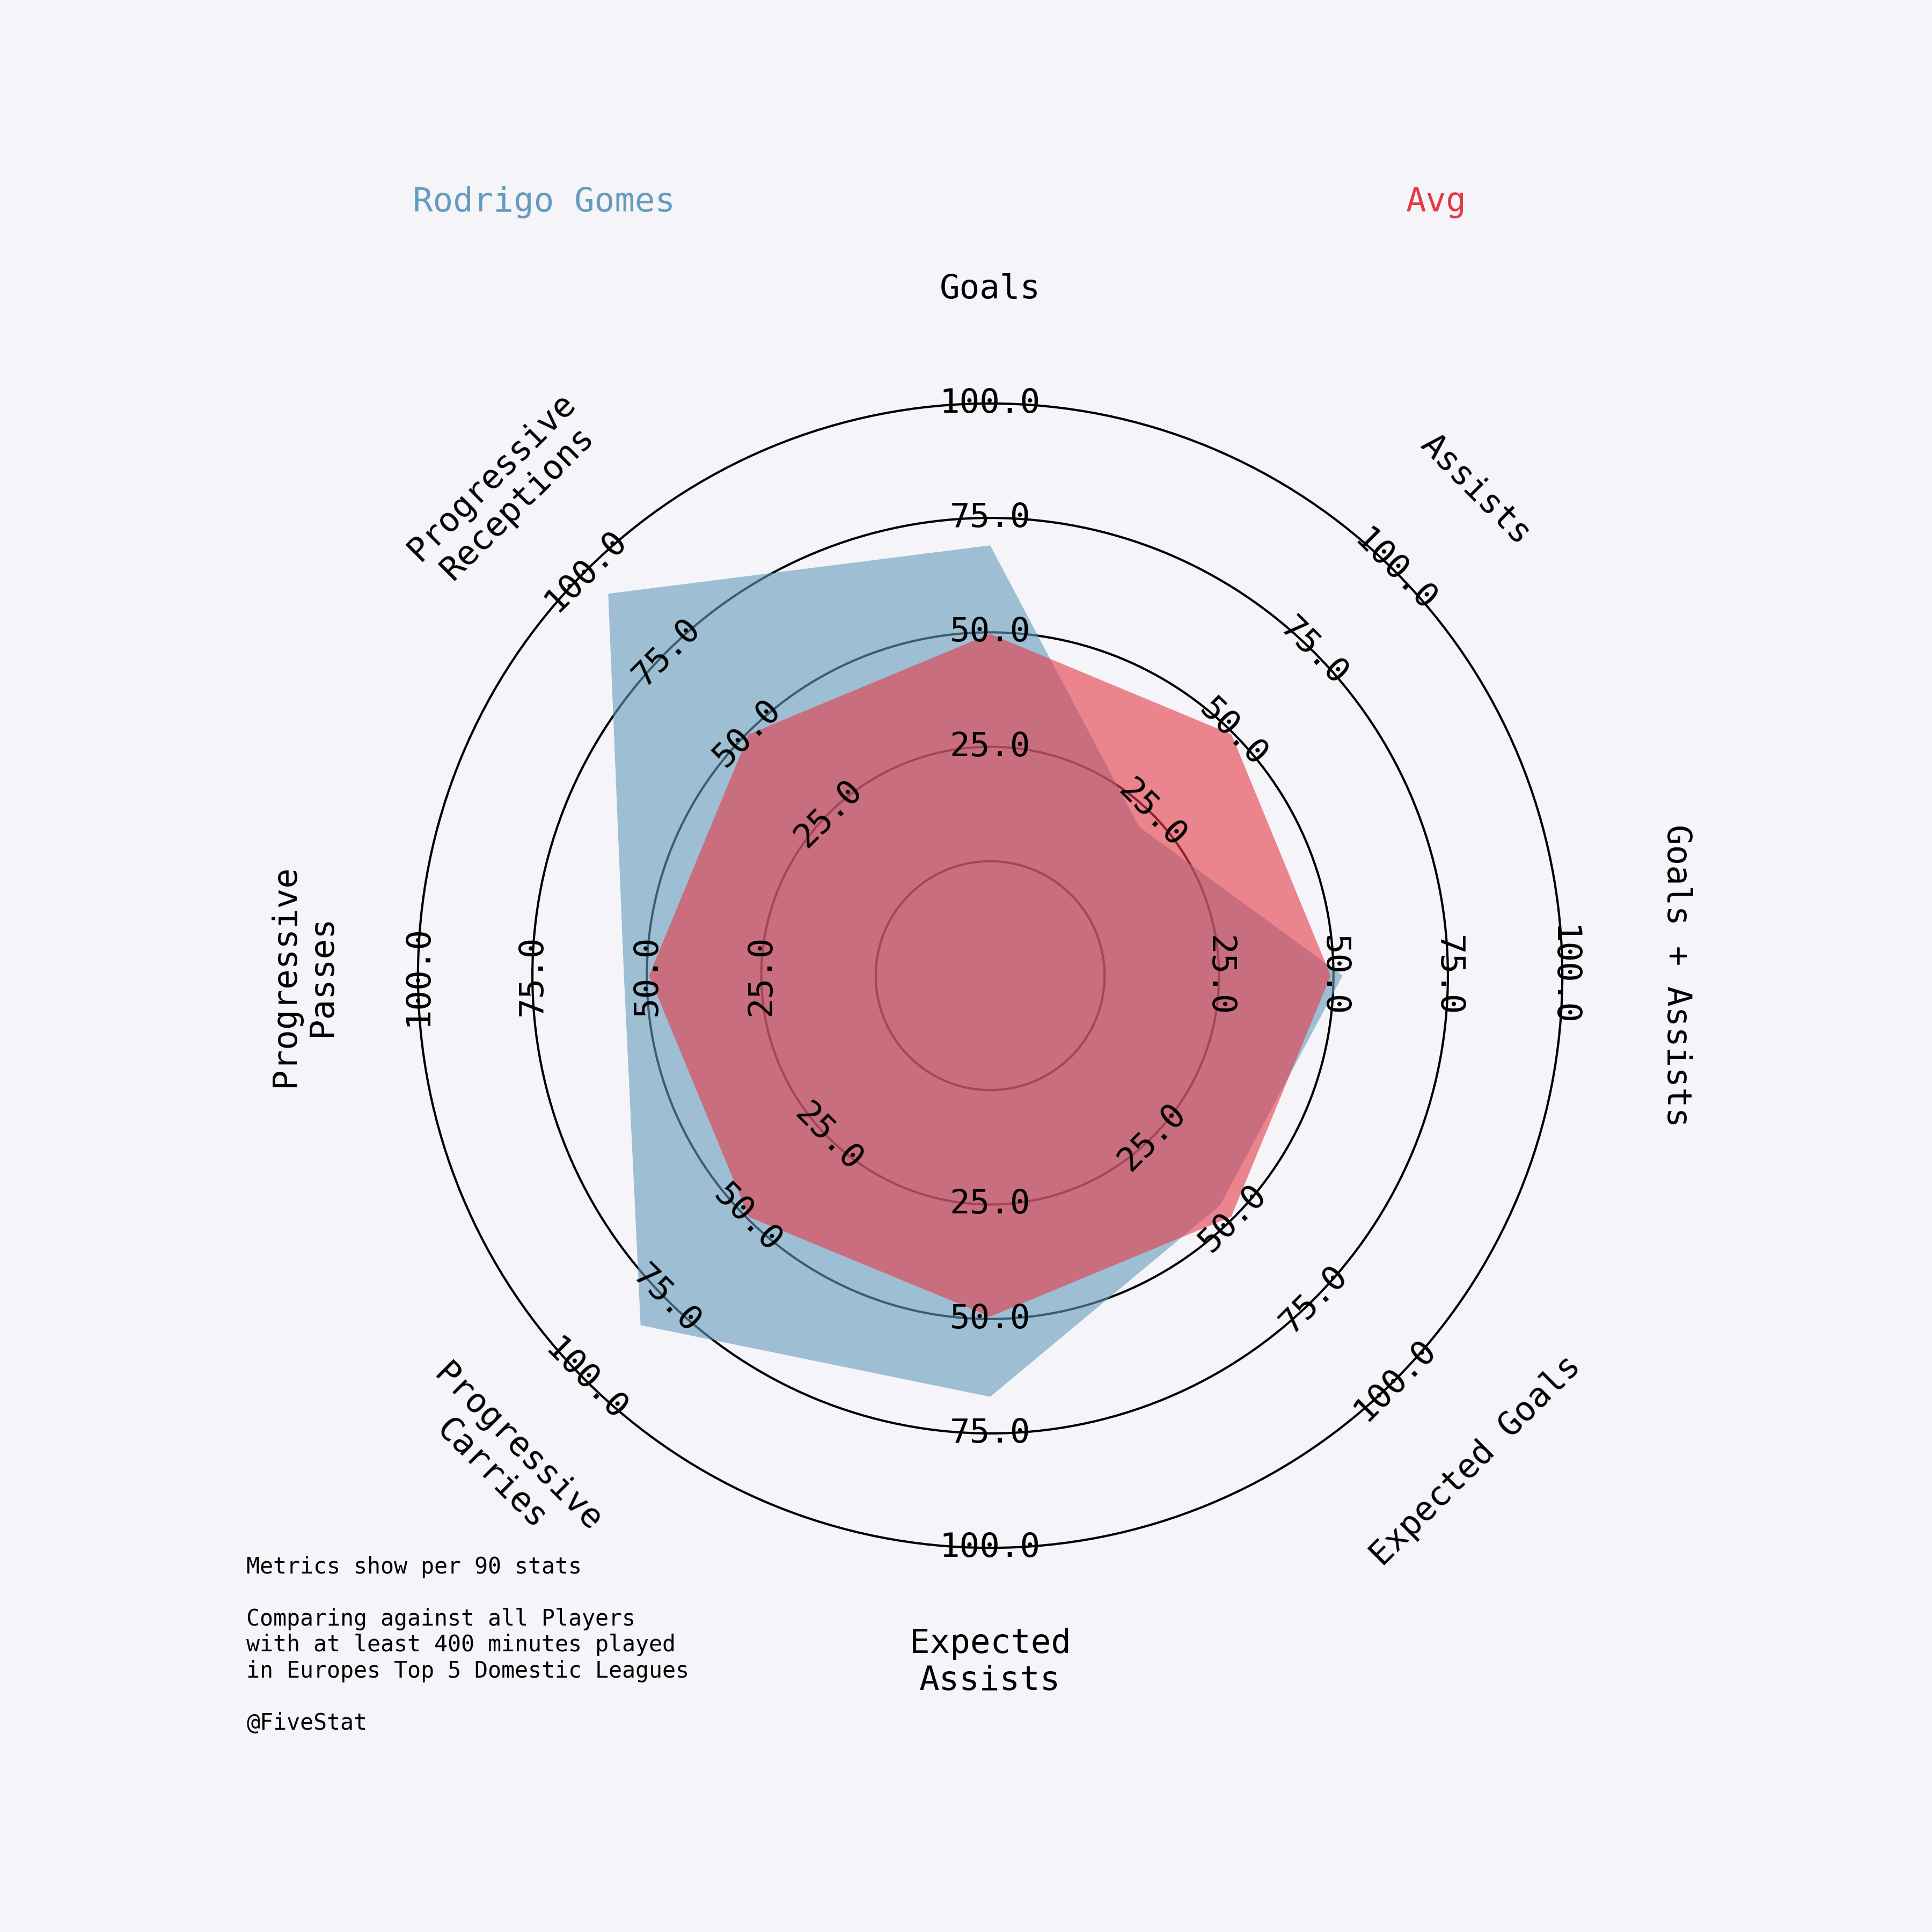 Rodrigo Gomes
Avg
Goals
Assists
Goals + Assists
Expected Goals
Expected
Assists
Progressive
Carries
Progressive
Passes
Progressive
Receptions
25.0
50.0
75.0
100.0
25.0
50.0
75.0
100.0
25.0
50.0
75.0
100.0
25.0
50.0
75.0
100.0
25.0
50.0
75.0
100.0
25.0
50.0
75.0
100.0
25.0
50.0
75.0
100.0
25.0
50.0
75.0
100.0
Metrics show per 90 stats
Comparing against all Players
with at least 400 minutes played
in Europes Top 5 Domestic Leagues
@FiveStat